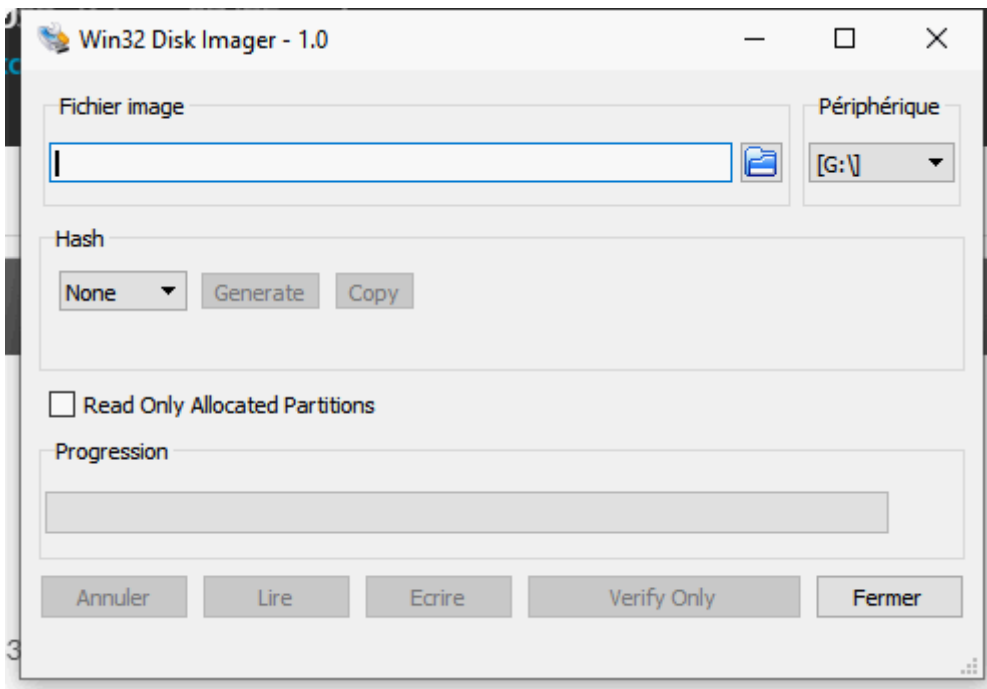 Win32 Disk Imager - 1.0
Fichier image
Périphérique
[G:\]
Hash
None Generate Copy
Read Only Allocated Partitions
Progression
Annuler Lire Ecrire Verify Only Fermer
3